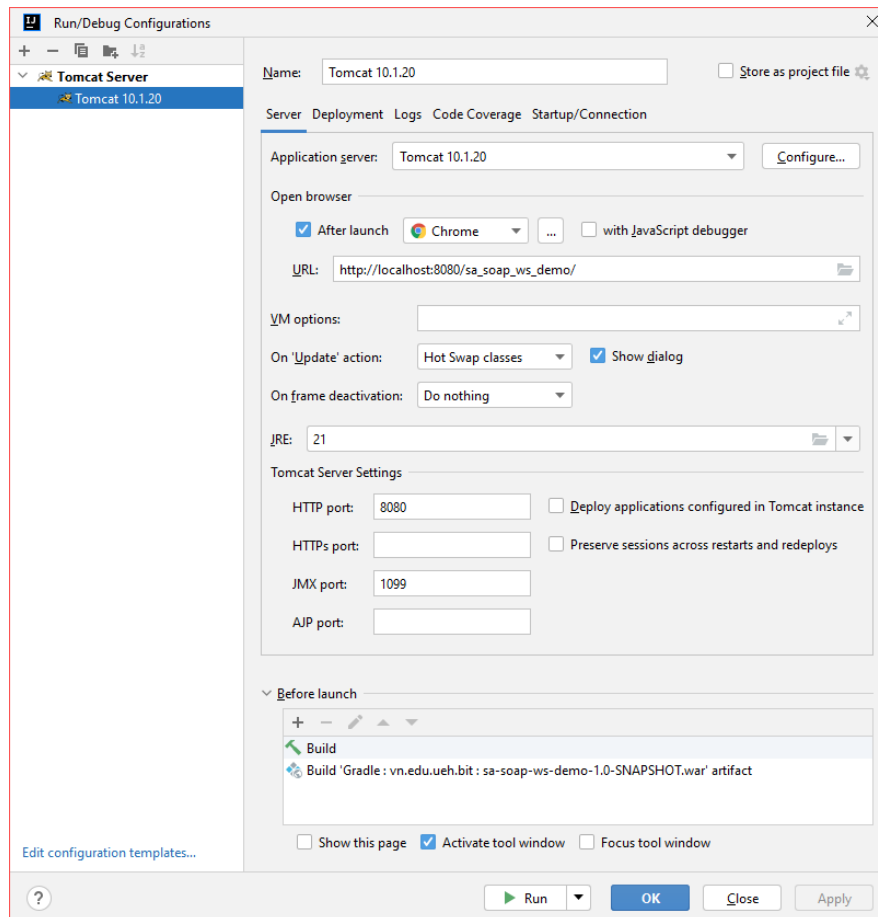 Run/Debug Configurations
Tomcat Server
Tomcat 10.1.20
Name: Tomcat 10.1.20 Store as project file
Server Deployment Logs Code Coverage Startup/Connection
Application server: Tomcat 10.1.20 Configure...
Open browser
After launch Chrome ... with JavaScript debugger
URL: http://localhost:8080/sa_soap_ws_demo/
VM options:
On 'Update' action: Hot Swap classes Show dialog
On frame deactivation: Do nothing
JRE: 21
Tomcat Server Settings
HTTP port: 8080 Deploy applications configured in Tomcat instance
HTTPs port: Preserve sessions across restarts and redeploys
JMX port: 1099
AJP port:
Before launch
Build
Build 'Gradle : vn.edu.ueh.bit : sa-soap-ws-demo-1.0-SNAPSHOT.war' artifact
Show this page Activate tool window Focus tool window
Edit configuration templates...
? Run OK Close Apply